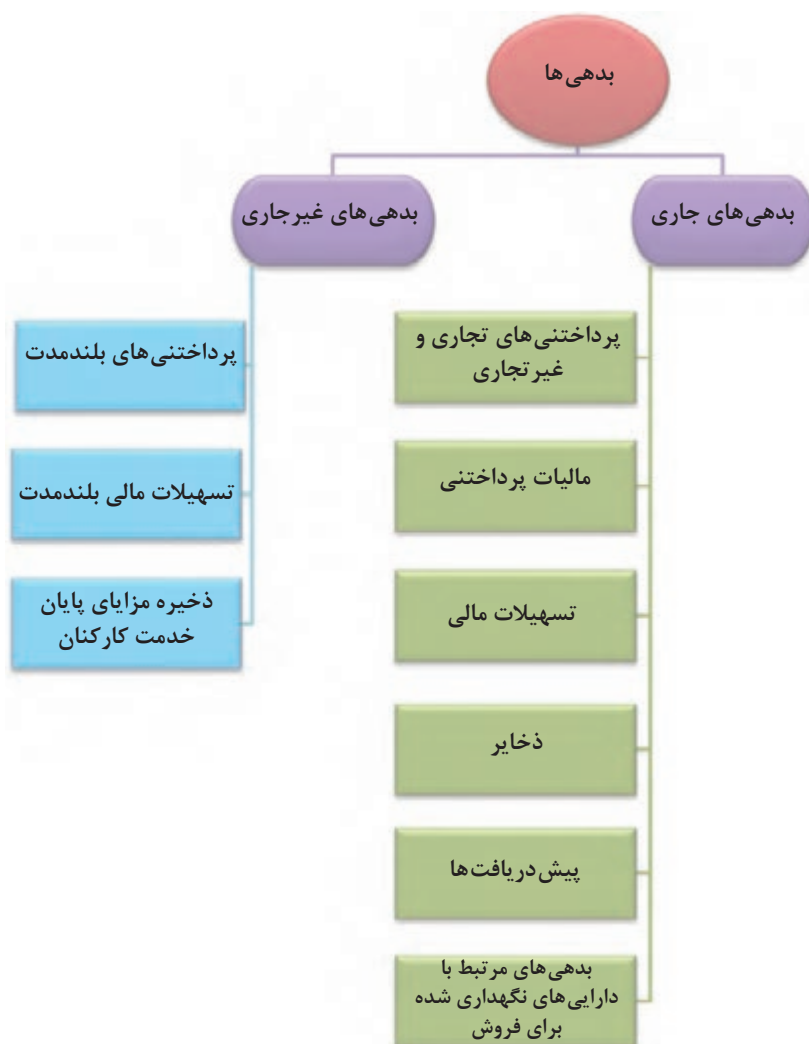 بدهی‌ها
بدهی‌های جاری
پرداختنی‌های تجاری و
غیرتجاری
مالیات پرداختنی
تسهیلات مالی
ذخایر
پیش‌دریافت‌ها
بدهی‌های مرتبط با
دارایی‌های نگهداری شده
برای فروش
بدهی‌های غیرجاری
پرداختنی‌های بلندمدت
تسهیلات مالی بلندمدت
ذخیره مزایای پایان
خدمت کارکنان